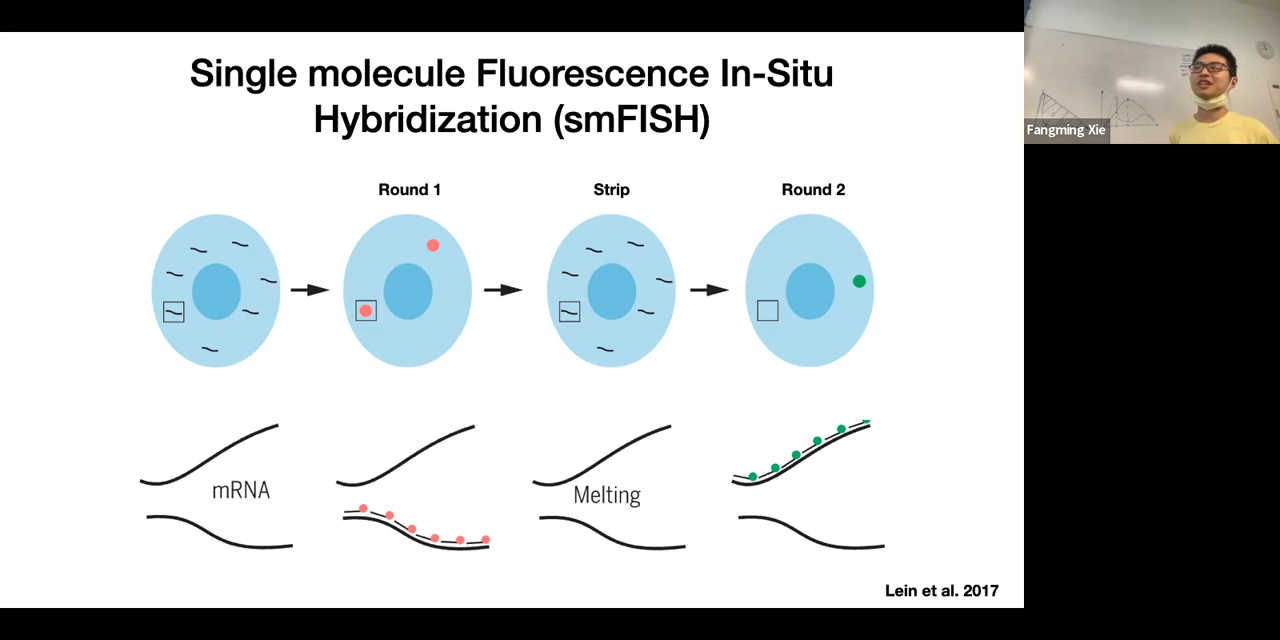 Single molecule Fluorescence In-Situ
Hybridization (smFISH)
Round 1
Strip
Round 2
mRNA
Melting
Lein et al. 2017
Fangming Xie